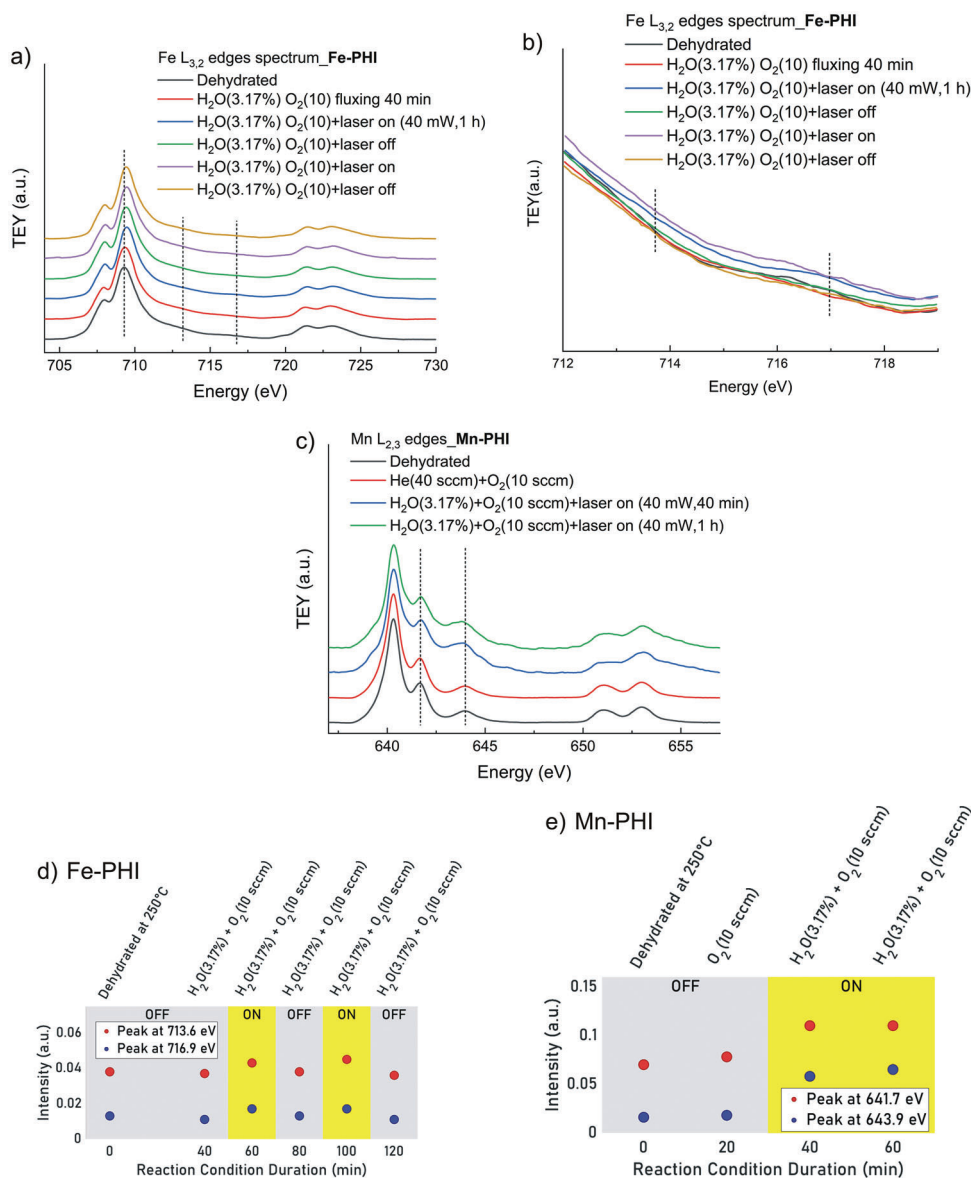 a)
Fe L3,2 edges spectrum_Fe-PHI
Dehydrated
H2O(3.17%) O2(10) fluxing 40 min
H2O(3.17%) O2(10)+laser on (40 mW,1 h)
H2O(3.17%) O2(10)+laser off
H2O(3.17%) O2(10)+laser on
H2O(3.17%) O2(10)+laser off
TEY (a.u.)
705 710 715 720 725 730
Energy (eV)
b)
Fe L3,2 edges spectrum_Fe-PHI
Dehydrated
H2O(3.17%) O2(10) fluxing 40 min
H2O(3.17%) O2(10)+laser on (40 mW,1 h)
H2O(3.17%) O2(10)+laser off
H2O(3.17%) O2(10)+laser on
H2O(3.17%) O2(10)+laser off
TEY(a.u.)
712 714 716 718
Energy (eV)
c) Mn L2,3 edges_Mn-PHI
Dehydrated
He(40 sccm)+O2(10 sccm)
H2O(3.17%)+O2(10 sccm)+laser on (40 mW,40 min)
H2O(3.17%)+O2(10 sccm)+laser on (40 mW,1 h)
TEY (a.u.)
640 645 650 655
Energy (eV)
d) Fe-PHI
Dehydrated at 250°C
H2O(3.17%) + O2(10 sccm)
H2O(3.17%) + O2(10 sccm)
H2O(3.17%) + O2(10 sccm)
H2O(3.17%) + O2(10 sccm)
H2O(3.17%) + O2(10 sccm)
OFF ON OFF ON OFF
Peak at 713.6 eV
Peak at 716.9 eV
Intensity (a.u.)
0.06
0.04
0.02
0
0 40 60 80 100 120
Reaction Condition Duration (min)
e) Mn-PHI
Dehydrated at 250°C
O2(10 sccm)
H2O(3.17%) + O2(10 sccm)
H2O(3.17%) + O2(10 sccm)
OFF ON
Peak at 641.7 eV
Peak at 643.9 eV
Intensity (a.u.)
0.15
0.1
0.05
0
0 20 40 60
Reaction Condition Duration (min)